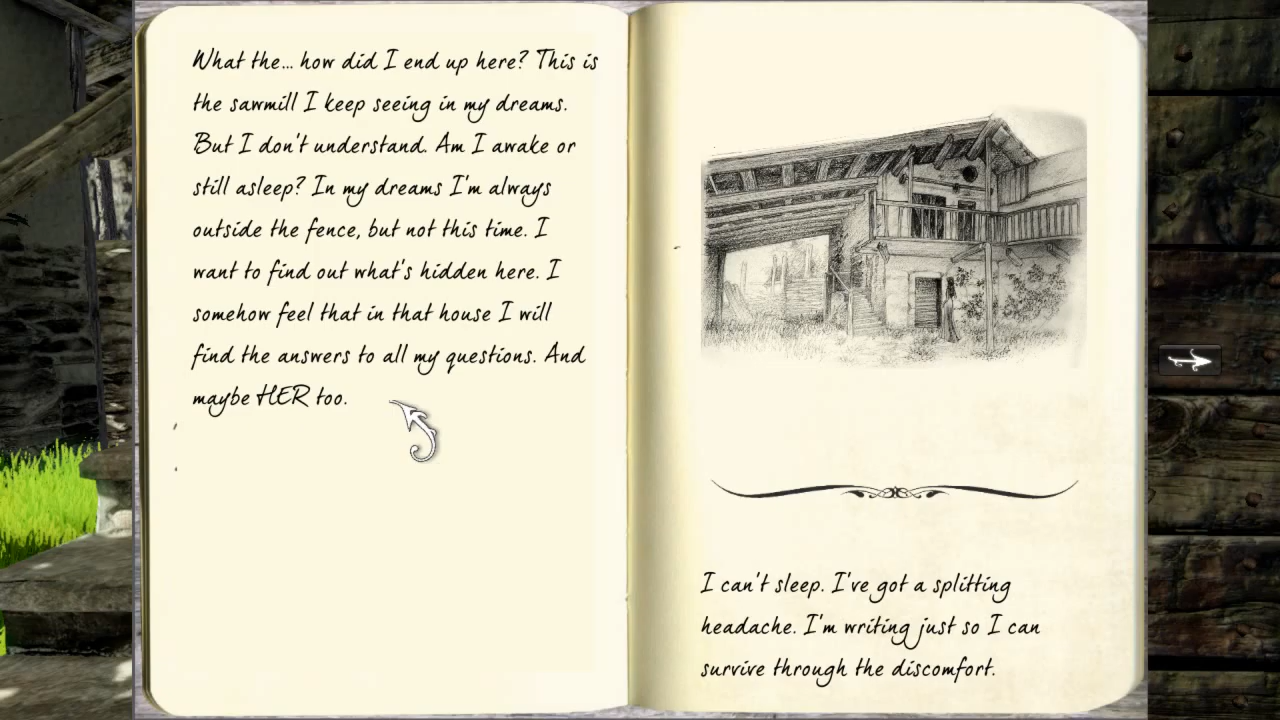 What the... how did I end up here? This is
the sawmill I keep seeing in my dreams.
But I don't understand. Am I awake or
still asleep? In my dreams I'm always
outside the fence, but not this time. I
want to find out what's hidden here. I
somehow feel that in that house I will
find the answers to all my questions. And
maybe HER too.
I can't sleep. I've got a splitting
headache. I'm writing just so I can
survive through the discomfort.